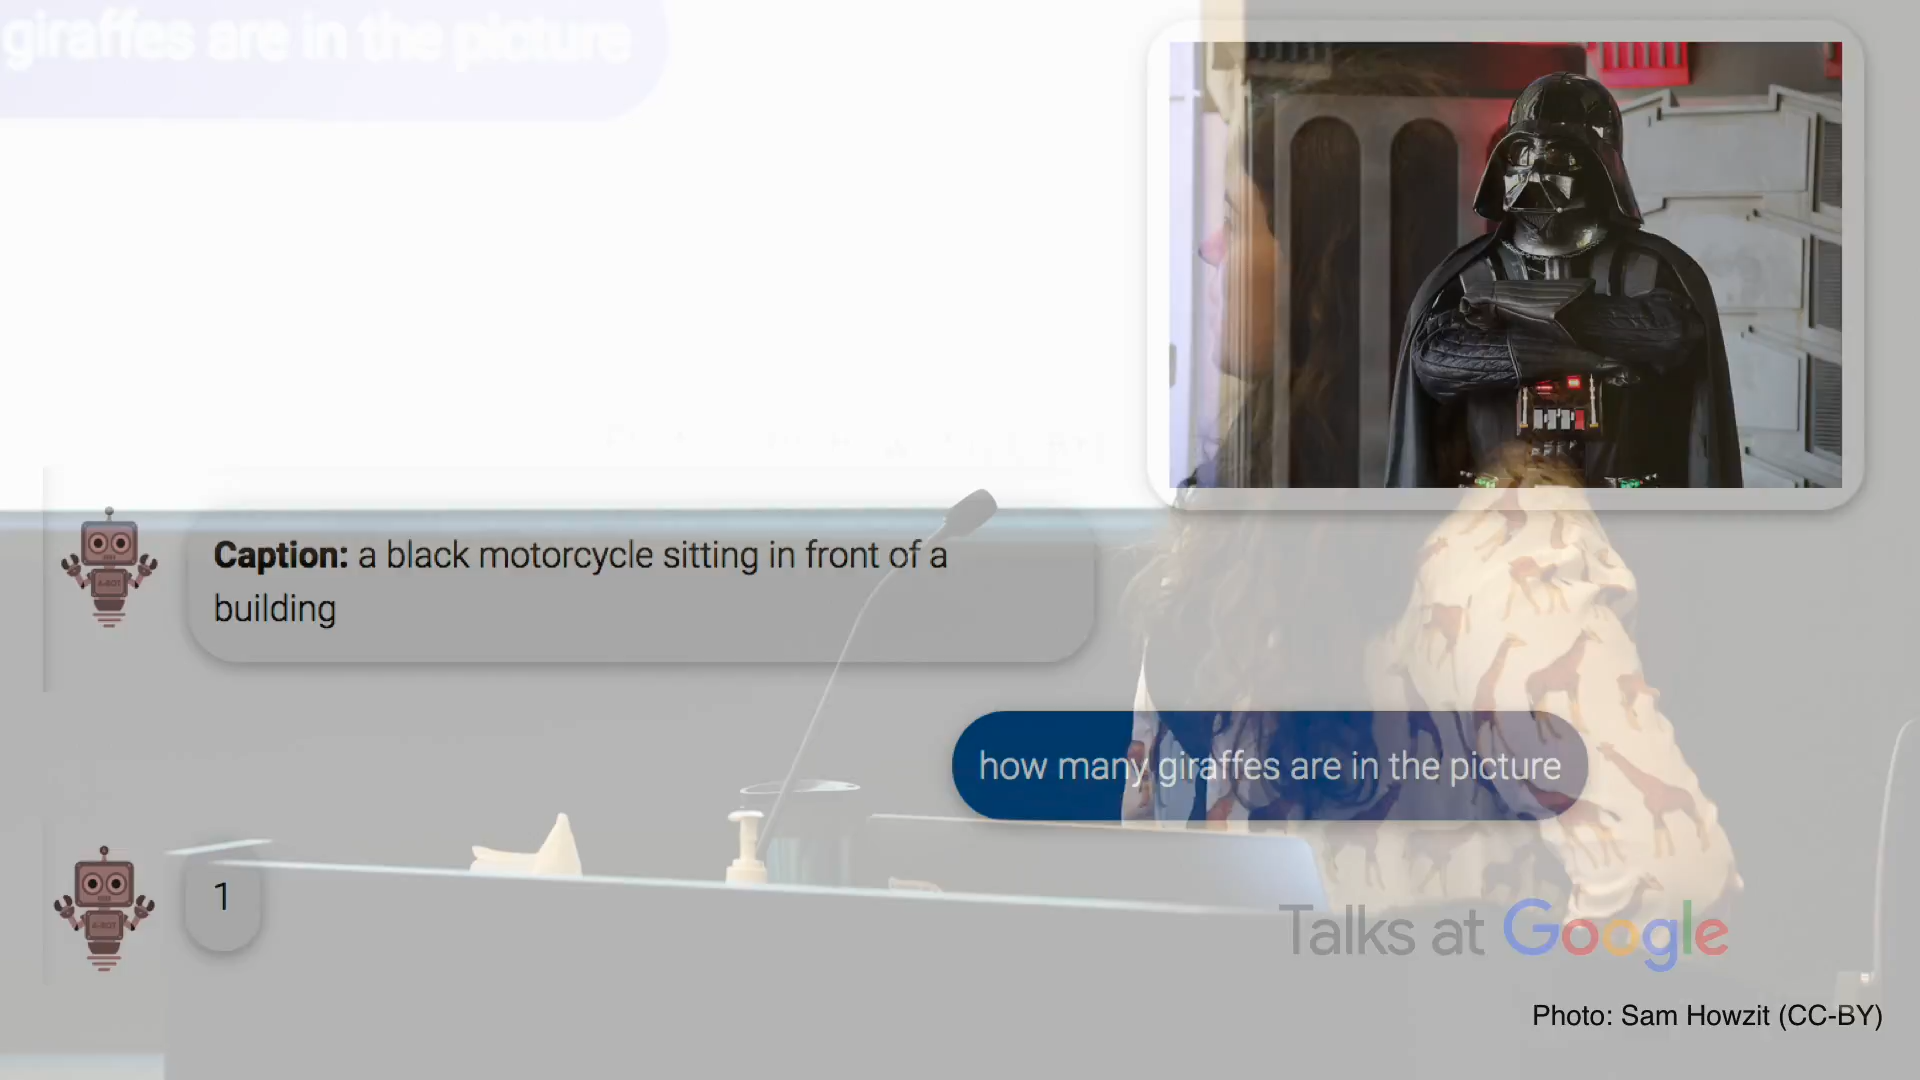 giraffes are in the picture
Caption: a black motorcycle sitting in front of a
building
how many giraffes are in the picture
1
Talks at Google
Photo: Sam Howzit (CC-BY)